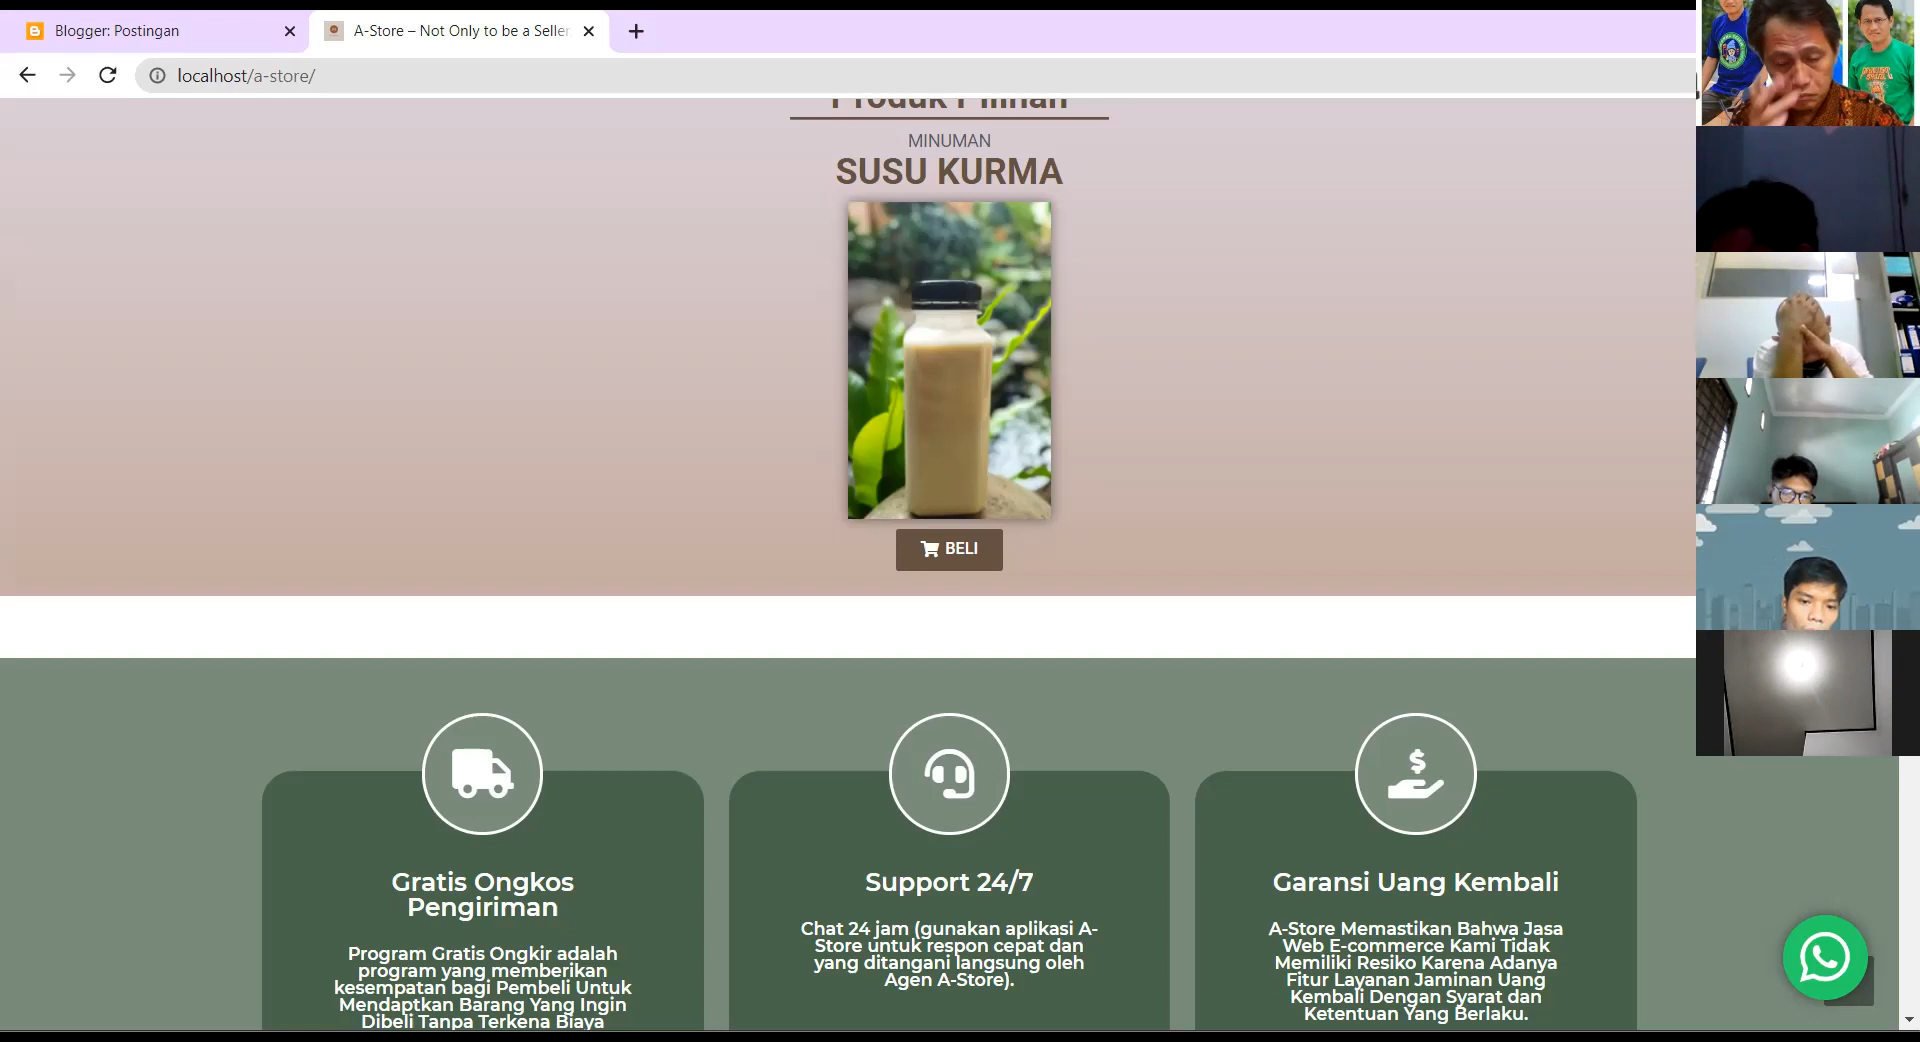 Blogger: Postingan
A-Store – Not Only to be a Seller
localhost/a-store/
Produk Pilihan
MINUMAN
SUSU KURMA
BELI
Gratis Ongkos
Pengiriman
Program Gratis Ongkir adalah
program yang memberikan
kesempatan bagi Pembeli Untuk
Mendaptkan Barang Yang Ingin
Dibeli Tanpa Terkena Biaya
Support 24/7
Chat 24 jam (gunakan aplikasi A-
Store untuk respon cepat dan
yang ditangani langsung oleh
Agen A-Store).
Garansi Uang Kembali
A-Store Memastikan Bahwa Jasa
Web E-commerce Kami Tidak
Memiliki Resiko Karena Adanya
Fitur Layanan Jaminan Uang
Kembali Dengan Syarat dan
Ketentuan Yang Berlaku.